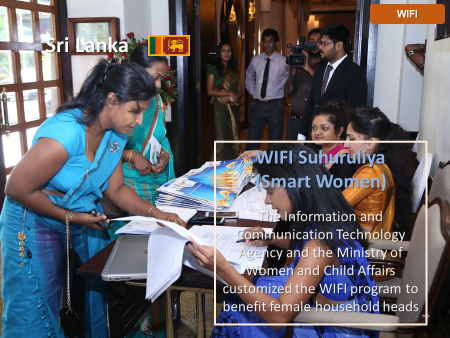 WIFI
Sri Lanka
WIFI Suhuruliya
(Smart Women)
The Information and
Communication Technology
Agency and the Ministry of
Women and Child Affairs
customized the WIFI program to
benefit female household heads